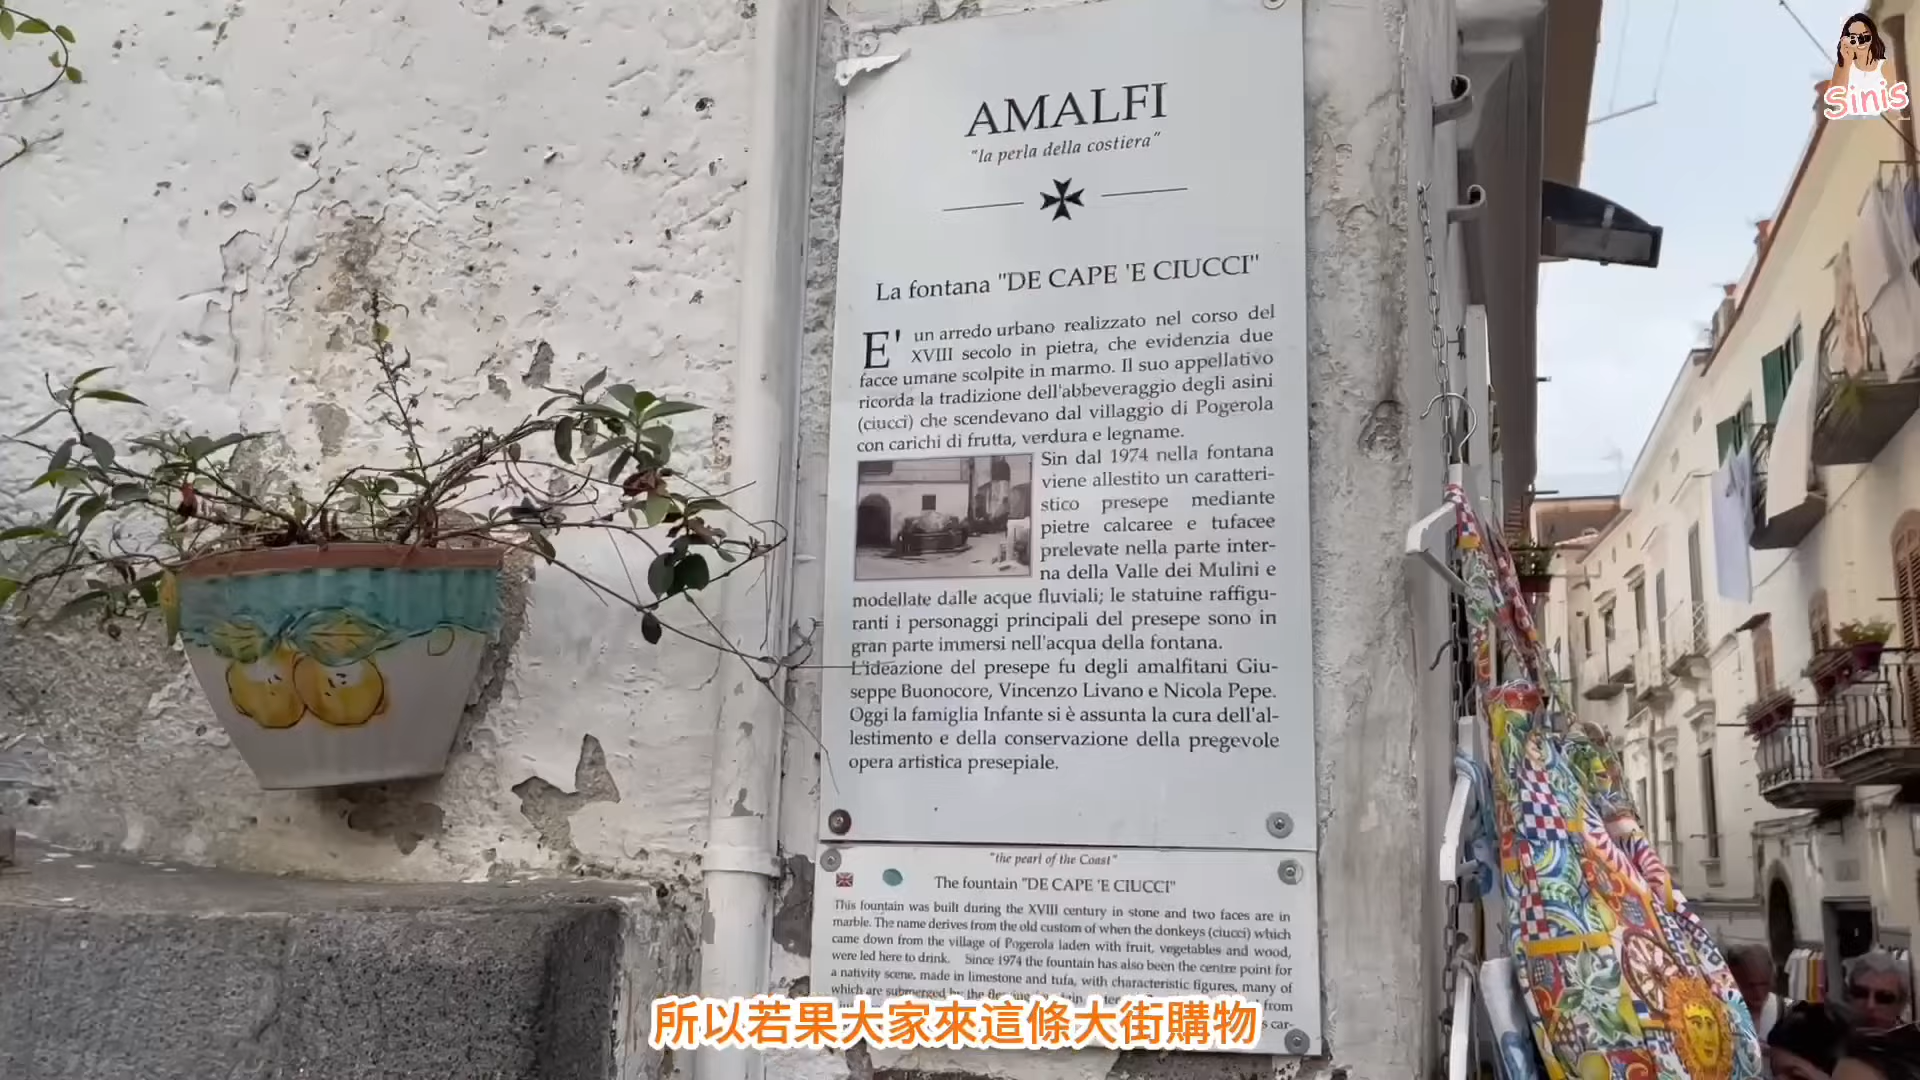 Sinis
AMALFI
"la perla della costiera"
La fontana "DE CAPE 'E CIUCCI"
E' un arredo urbano realizzato nel corso del
XVIII secolo in pietra, che evidenzia due
facce umane scolpite in marmo. Il suo appellativo
ricorda la tradizione dell'abbeveraggio degli asini
(ciucci) che scendevano dal villaggio di Pogerola
con carichi di frutta, verdura e legname.
Sin dal 1974 nella fontana
viene allestito un caratteri-
stico presepe mediante
pietre calcaree e tufacee
prelevate nella parte inter-
na della Valle dei Mulini e
modellate dalle acque fluviali; le statuine raffigu-
ranti i personaggi principali del presepe sono in
gran parte immersi nell'acqua della fontana.
L'ideazione del presepe fu degli amalfitani Giu-
seppe Buonocore, Vincenzo Livano e Nicola Pepe.
Oggi la famiglia Infante si è assunta la cura dell'al-
lestimento e della conservazione della pregevole
opera artistica presepiale.
"the pearl of the Coast"
The fountain "DE CAPE 'E CIUCCI"
This fountain was built during the XVIII century in stone and two faces are in
marble. The name derives from the old custom of when the donkeys (ciucci) which
came down from the village of Pogerola laden with fruit, vegetables and wood,
were led here to drink. Since 1974 the fountain has also been the centre point for
a nativity scene, made in limestone and tufa, with characteristic figures, many of
which are submerged by the
from
所以若果大家來這條大街購物